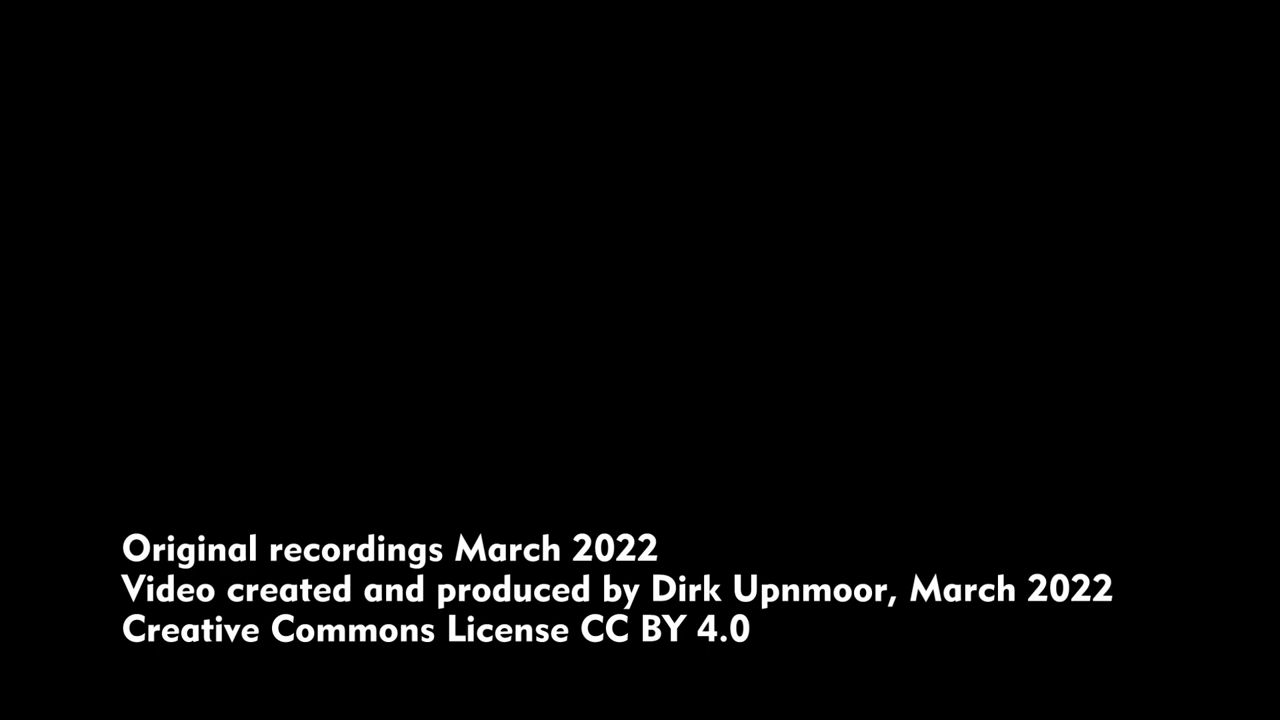 Original recordings March 2022
Video created and produced by Dirk Upnmoor, March 2022
Creative Commons License CC BY 4.0